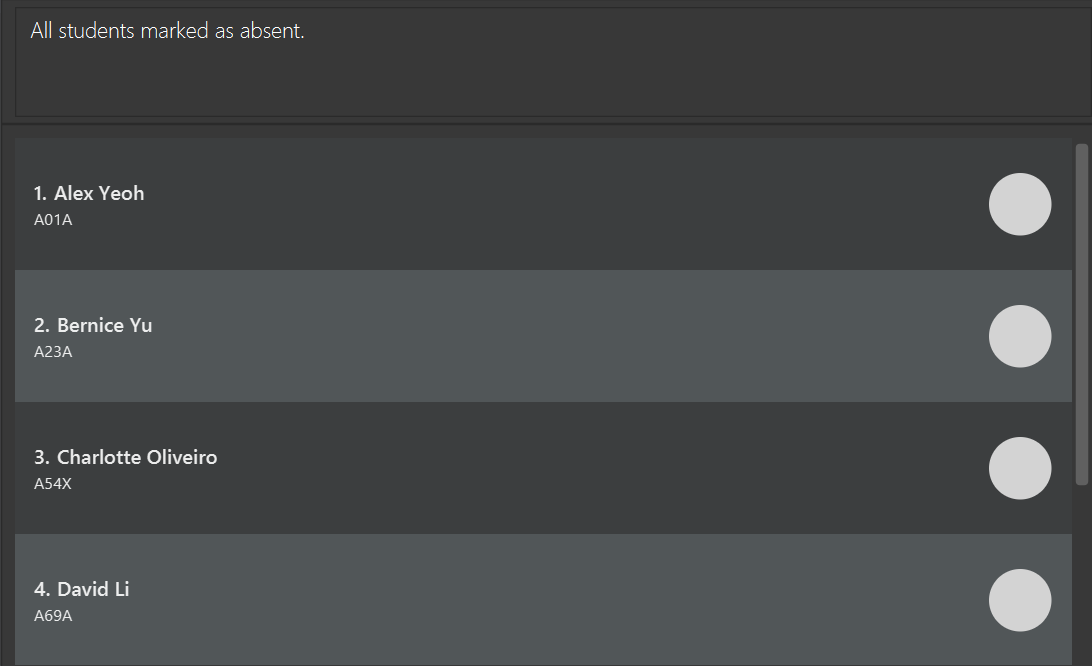 All students marked as absent.
1. Alex Yeoh
A01A
2. Bernice Yu
A23A
3. Charlotte Oliveiro
A54X
4. David Li
A69A